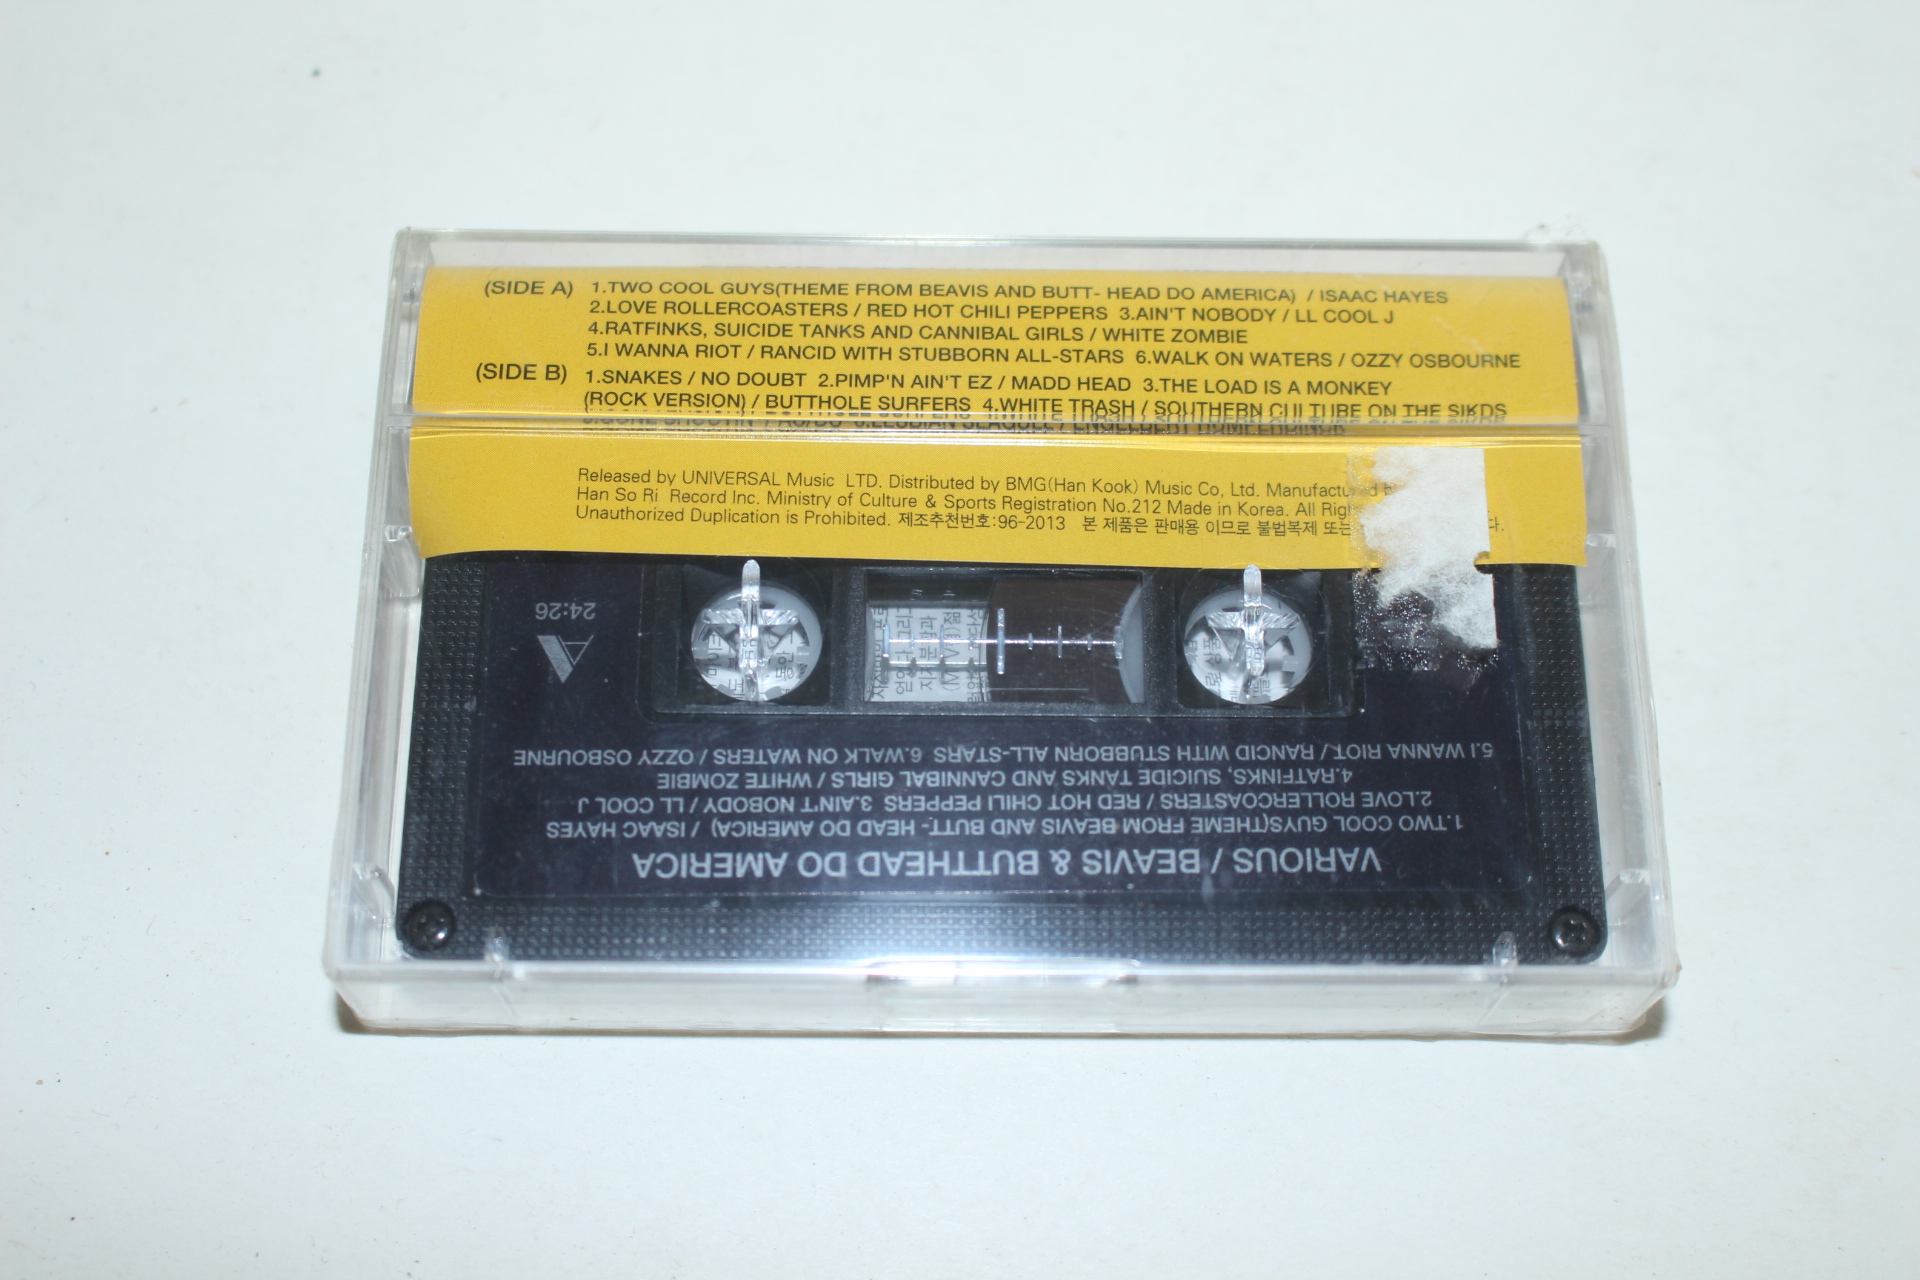 (SIDE A) 1.TWO COOL GUYS(THEME FROM BEAVIS AND BUTT- HEAD DO AMERICA) / ISAAC HAYES
2.LOVE ROLLERCOASTERS / RED HOT CHILI PEPPERS 3.AIN'T NOBODY / LL COOL J
4.RATFINKS, SUICIDE TANKS AND CANNIBAL GIRLS / WHITE ZOMBIE
5.I WANNA RIOT / RANCID WITH STUBBORN ALL-STARS 6.WALK ON WATERS / OZZY OSBOURNE
(SIDE B) 1.SNAKES / NO DOUBT 2.PIMP'N AIN'T EZ / MADD HEAD 3.THE LOAD IS A MONKEY
(ROCK VERSION) / BUTTHOLE SURFERS 4.WHITE TRASH / SOUTHERN CULTURE ON THE SIKDS
Released by UNIVERSAL Music LTD. Distributed by BMG(Han Kook) Music Co, Ltd. Manufactured
Han So Ri Record Inc. Ministry of Culture & Sports Registration No.212 Made in Korea. All
Unauthorized Duplication is Prohibited. 제조추천번호:96-2013 본 제품은 판매용 이므로 불법복제 또는
24:26
A
VARIOUS / BEAVIS & BUTTHEAD DO AMERICA
1.TWO COOL GUYS(THEME FROM BEAVIS AND BUTT- HEAD DO AMERICA) / ISAAC HAYES
2.LOVE ROLLERCOASTERS / RED HOT CHILI PEPPERS 3.AIN'T NOBODY / LL COOL J
4.RATFINKS, SUICIDE TANKS AND CANNIBAL GIRLS / WHITE ZOMBIE
5.I WANNA RIOT / RANCID WITH STUBBORN ALL-STARS 6.WALK ON WATERS / OZZY OSBOURNE